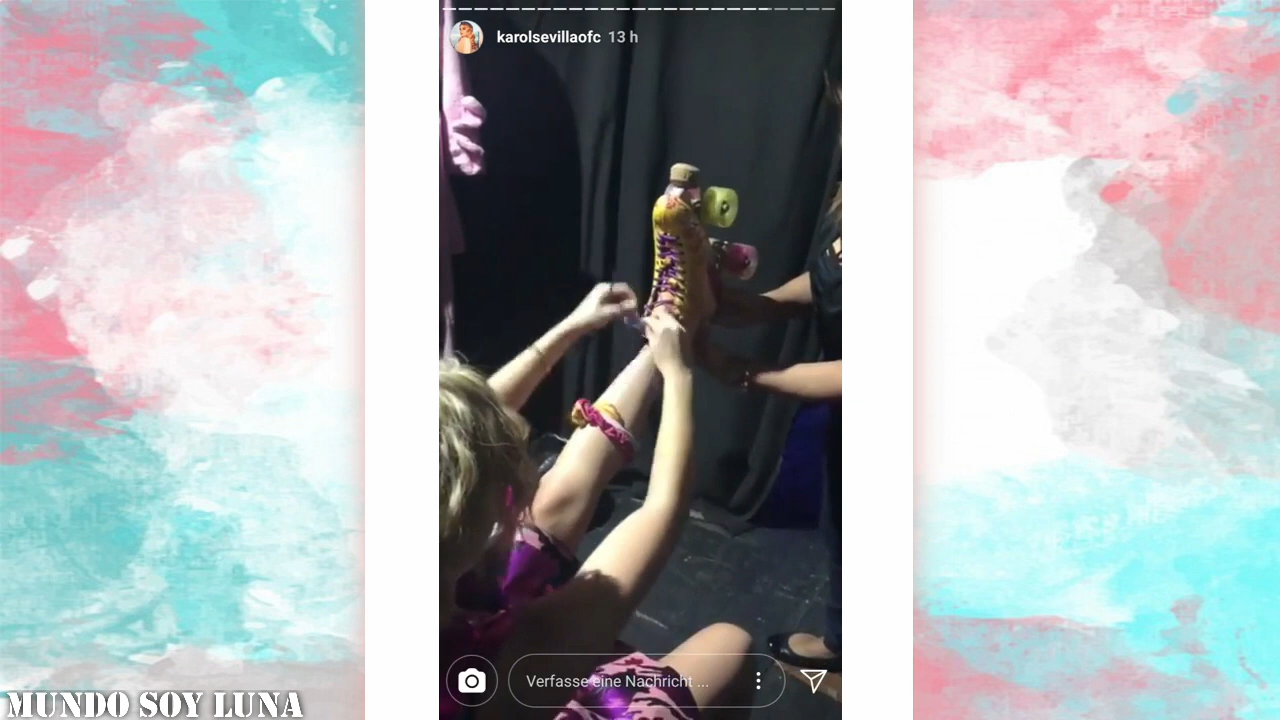 karolsevillaofc 13 h
Verfasse eine Nachricht ...
MUNDO SOY LUNA